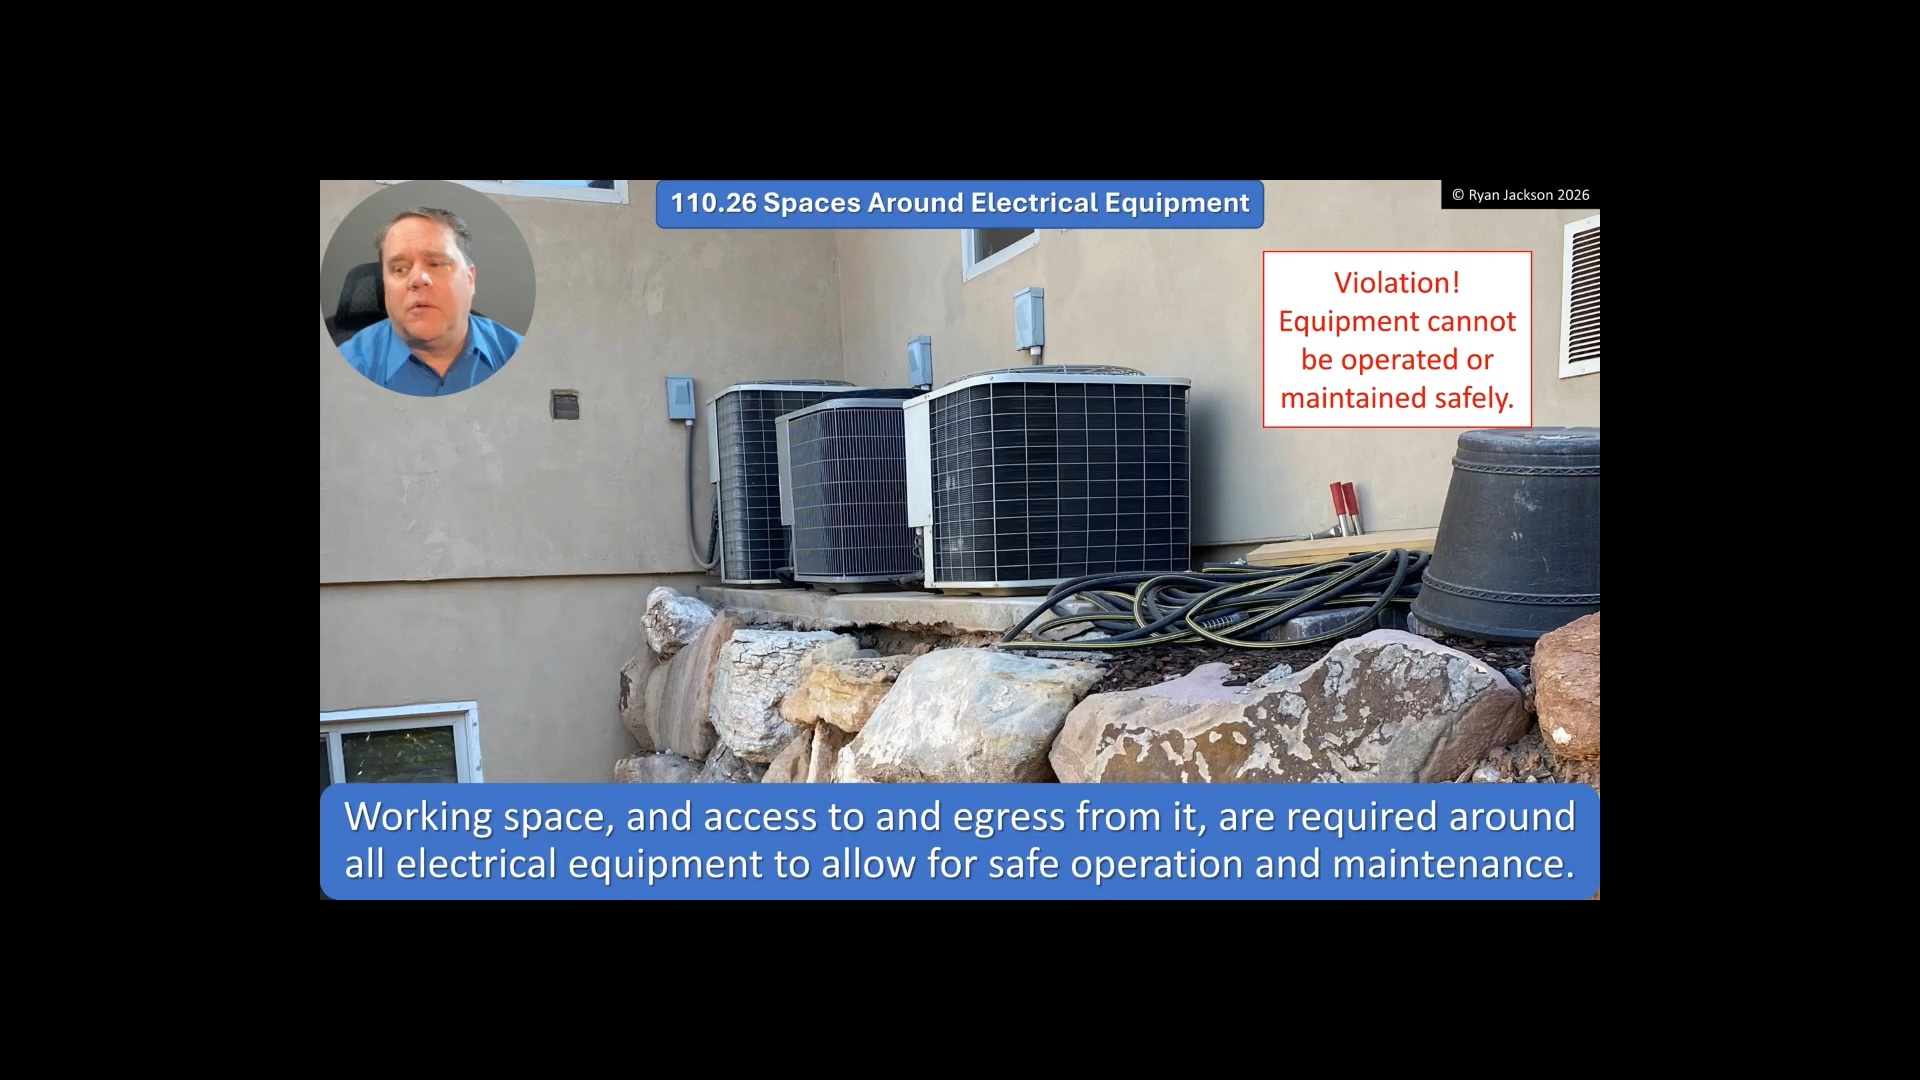 110.26 Spaces Around Electrical Equipment
© Ryan Jackson 2026
Violation!
Equipment cannot
be operated or
maintained safely.
Working space, and access to and egress from it, are required around
all electrical equipment to allow for safe operation and maintenance.